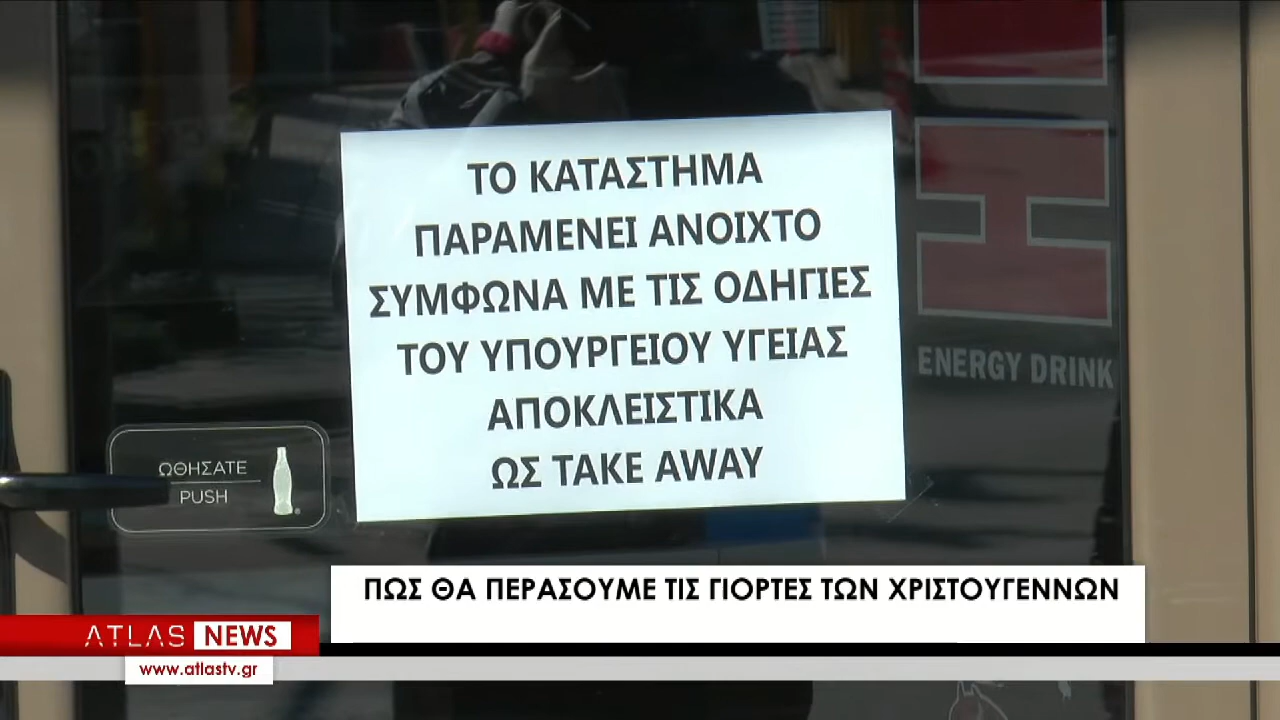 ΤΟ ΚΑΤΑΣΤΗΜΑ
ΠΑΡΑΜΕΝΕΙ ΑΝΟΙΧΤΟ
ΣΥΜΦΩΝΑ ΜΕ ΤΙΣ ΟΔΗΓΙΕΣ
ΤΟΥ ΥΠΟΥΡΓΕΙΟΥ ΥΓΕΙΑΣ
ΑΠΟΚΛΕΙΣΤΙΚΑ
ΩΣ TAKE AWAY
ENERGY DRINK
ΩΘΗΣΑΤΕ
PUSH
ΠΩΣ ΘΑ ΠΕΡΑΣΟΥΜΕ ΤΙΣ ΓΙΟΡΤΕΣ ΤΩΝ ΧΡΙΣΤΟΥΓΕΝΝΩΝ
ATLAS NEWS
www.atlastv.gr